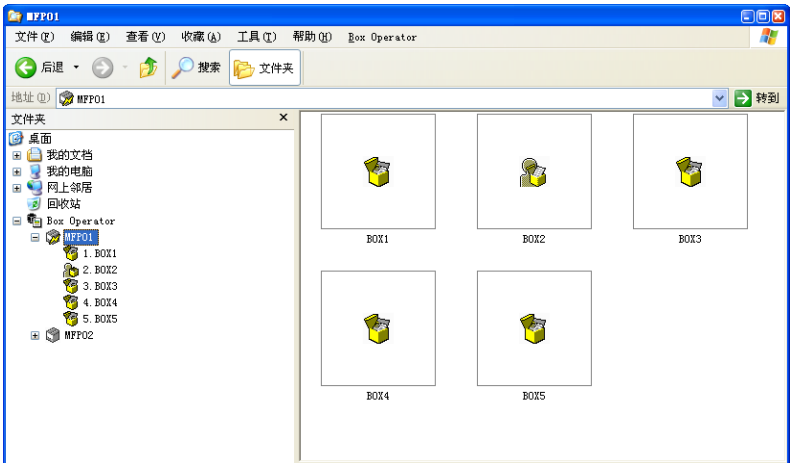 MFP01
文件(F) 编辑(E) 查看(V) 收藏(A) 工具(T) 帮助(H) Box Operator
后退 搜索 文件夹
地址(D) MFP01 转到
文件夹
桌面
我的文档
我的电脑
网上邻居
回收站
Box Operator
MFP01
1. BOX1
2. BOX2
3. BOX3
4. BOX4
5. BOX5
MFP02
BOX1 BOX2 BOX3
BOX4 BOX5